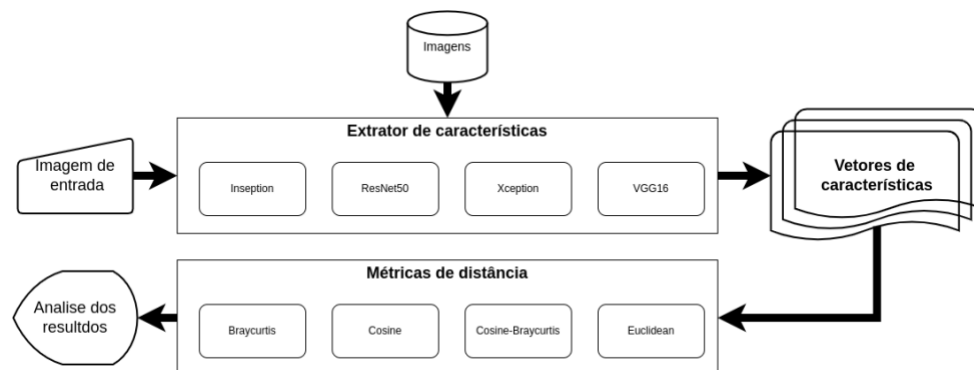 Imagens
Extrator de características
Imagem de
entrada
Inseption
ResNet50
Xception
VGG16
Vetores de
características
Métricas de distância
Analise dos
resultdos
Braycurtis
Cosine
Cosine-Braycurtis
Euclidean